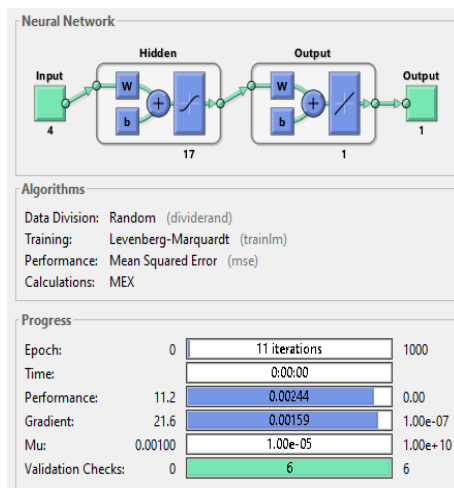 Neural Network
Hidden Output
Input W b + W b + Output
4 17 1 1
Algorithms
Data Division: Random (dividerand)
Training: Levenberg-Marquardt (trainlm)
Performance: Mean Squared Error (mse)
Calculations: MEX
Progress
Epoch: 0 11 iterations 1000
Time: 0:00:00
Performance: 11.2 0.00244 0.00
Gradient: 21.6 0.00159 1.00e-07
Mu: 0.00100 1.00e-05 1.00e+10
Validation Checks: 0 6 6